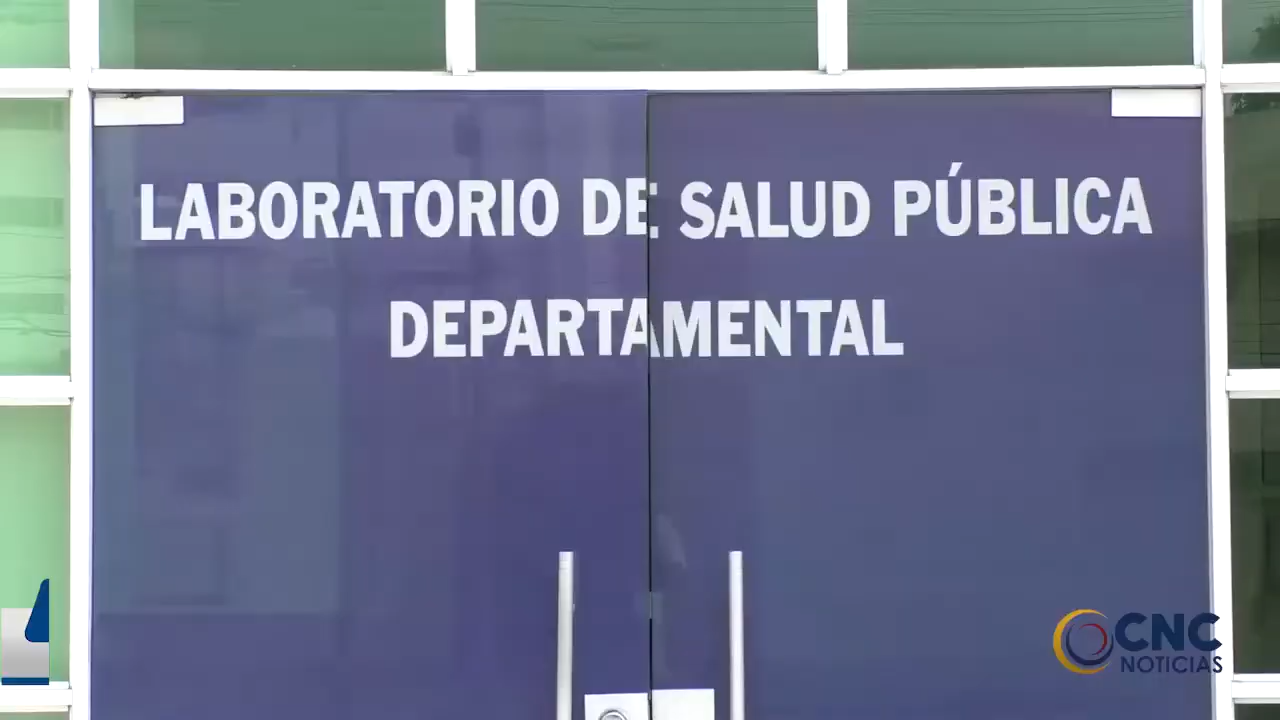 LABORATORIO DE SALUD PÚBLICA
DEPARTAMENTAL
CNC
NOTICIAS